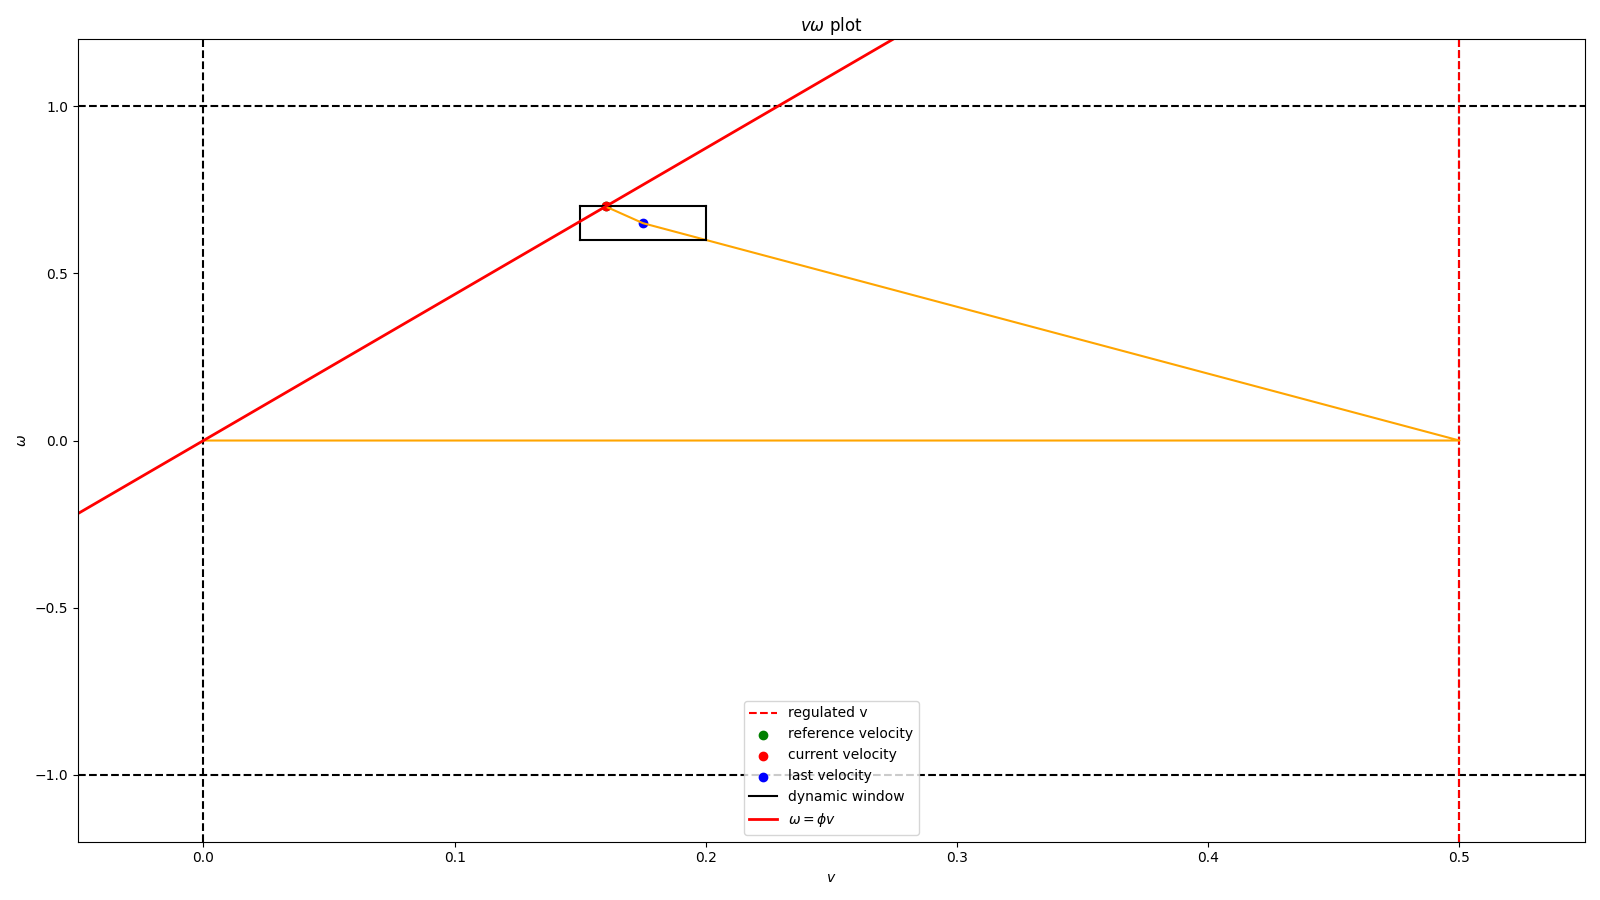 vω plot
1.0
0.5
0.0
−0.5
−1.0
ω
0.0 0.1 0.2 0.3 0.4 0.5
v
regulated v
reference velocity
current velocity
last velocity
dynamic window
ω = ϕv